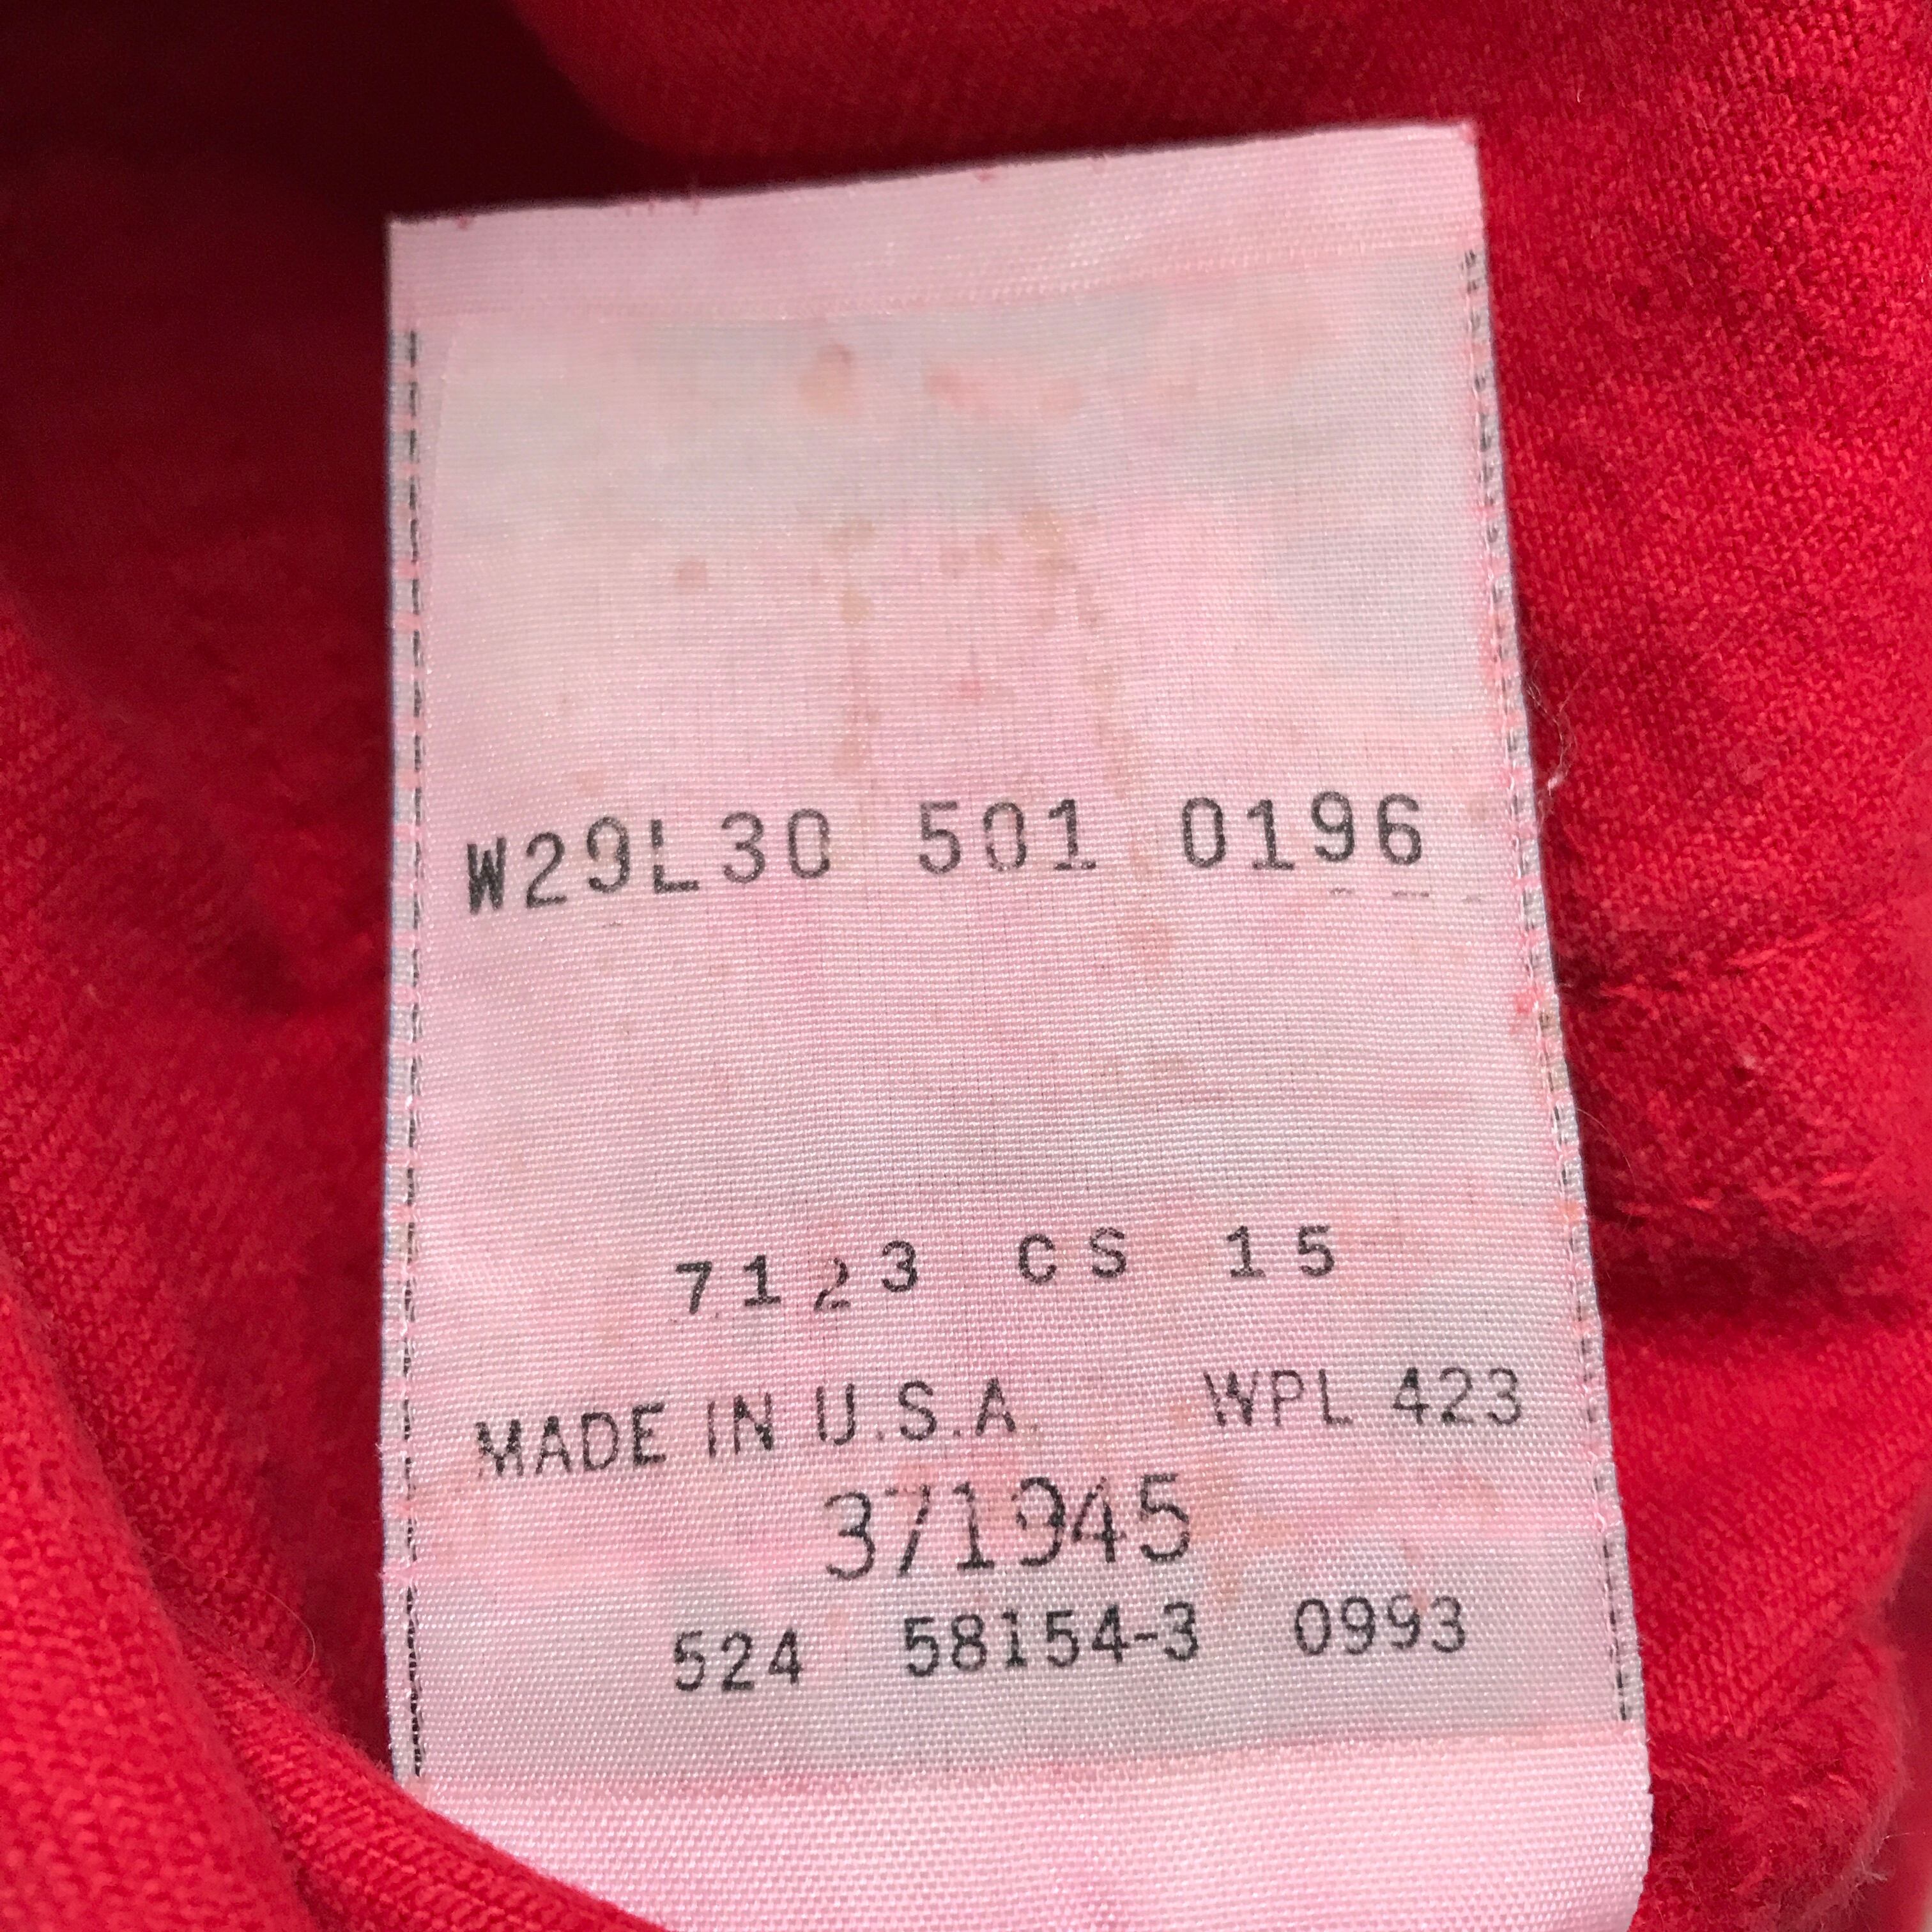 W29L30 501 0196
7123 CS 15
MADE IN U.S.A. WPL 423
371945
524 58154-3 0993